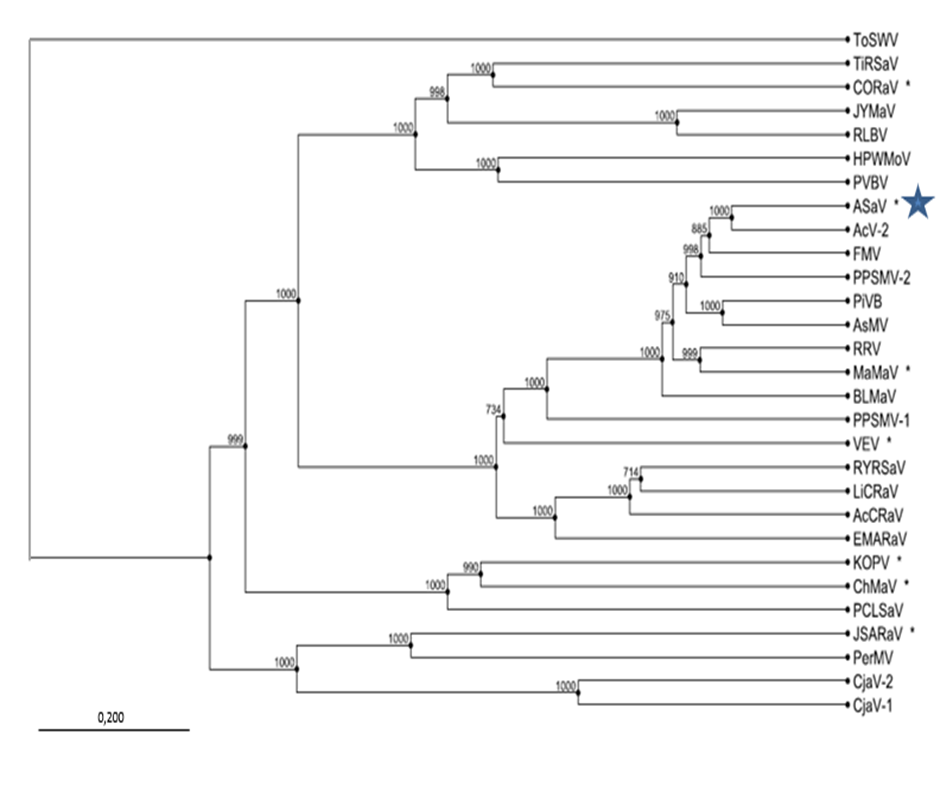 ToSWV
TiRSaV
1000
CORaV *
998
JYMaV
1000
1000
RLBV
HPWMoV
1000
PVBV
ASaV *
1000
AcV-2
885
FMV
998
PPSMV-2
910
PiVB
1000
975
AsMV
RRV
1000
999
MaMaV *
1000
BLMaV
734
PPSMV-1
VEV *
1000
RYRSaV
714
LiCRaV
1000
AcCRaV
1000
EMARaV
1000
999
KOPV *
990
ChMaV *
1000
PCLSaV
JSARaV *
1000
PerMV
1000
CjaV-2
1000
CjaV-1
0,200